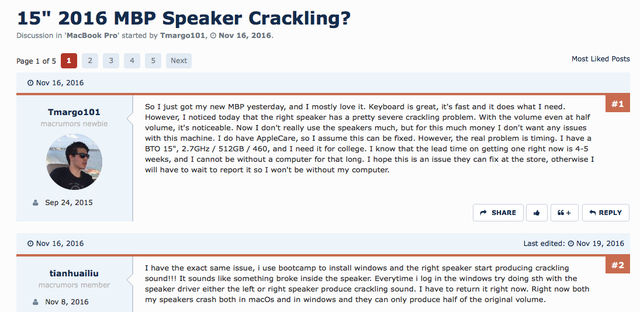 15" 2016 MBP Speaker Crackling?
Discussion in 'MacBook Pro' started by Tmargo101, Nov 16, 2016.
Page 1 of 5 1 2 3 4 5 Next
Most Liked Posts
Nov 16, 2016
Tmargo101
macrumors newbie
Sep 24, 2015
#1
So I just got my new MBP yesterday, and I mostly love it. Keyboard is great, it's fast and it does what I need.
However, I noticed today that the right speaker has a pretty severe crackling problem. With the volume even at half
volume, it's noticeable. Now I don't really use the speakers much, but for this much money I don't want any issues
with this machine. I do have AppleCare, so I assume this can be fixed. However, the real problem is timing. I have a
BTO 15", 2.7GHz / 512GB / 460, and I need it for college. I know that the lead time on getting one right now is 4-5
weeks, and I cannot be without a computer for that long. I hope this is an issue they can fix at the store, otherwise I
will have to wait to report it so I won't be without my computer.
SHARE + REPLY
Nov 16, 2016
Last edited: Nov 19, 2016
tianhuailiu
macrumors member
Nov 8, 2016
#2
I have the exact same issue, i use bootcamp to install windows and the right speaker start producing crackling
sound!!! It sounds like something broke inside the speaker. Everytime i log in the windows try doing sth with the
speaker driver either the left or right speaker produce crackling sound. I have to return it right now. Right now both
my speakers crash both in macOs and in windows and they can only produce half of the original volume.